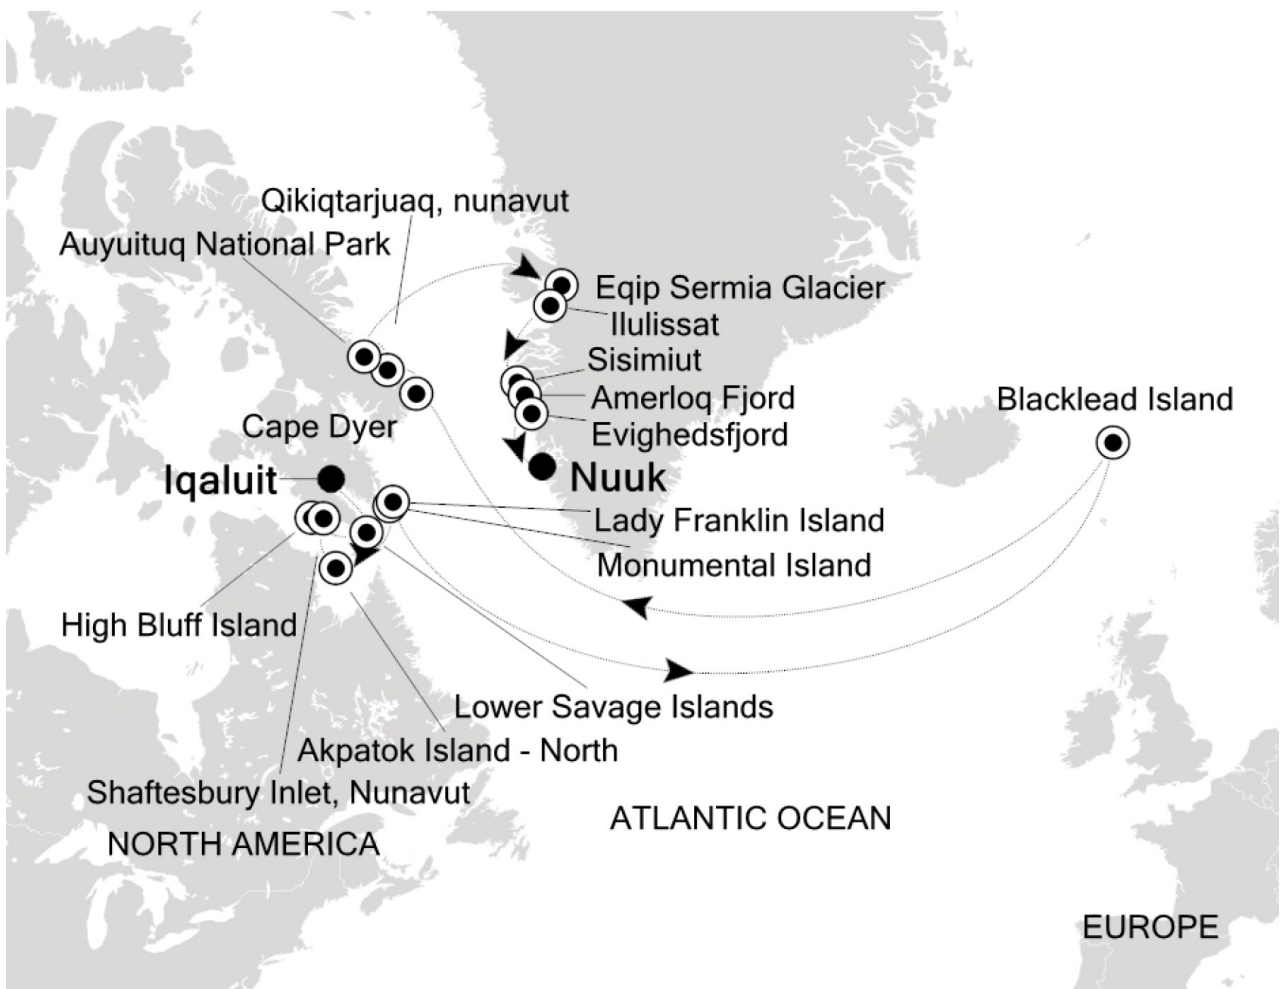 Qikiqtarjuaq, nunavut
Auyuituq National Park
Eqip Sermia Glacier
Ilulissat
Sisimiut
Amerloq Fjord
Blacklead Island
Cape Dyer
Evighedsfjord
Iqaluit
Nuuk
Lady Franklin Island
Monumental Island
High Bluff Island
Lower Savage Islands
Akpatok Island - North
Shaftesbury Inlet, Nunavut
ATLANTIC OCEAN
NORTH AMERICA
EUROPE